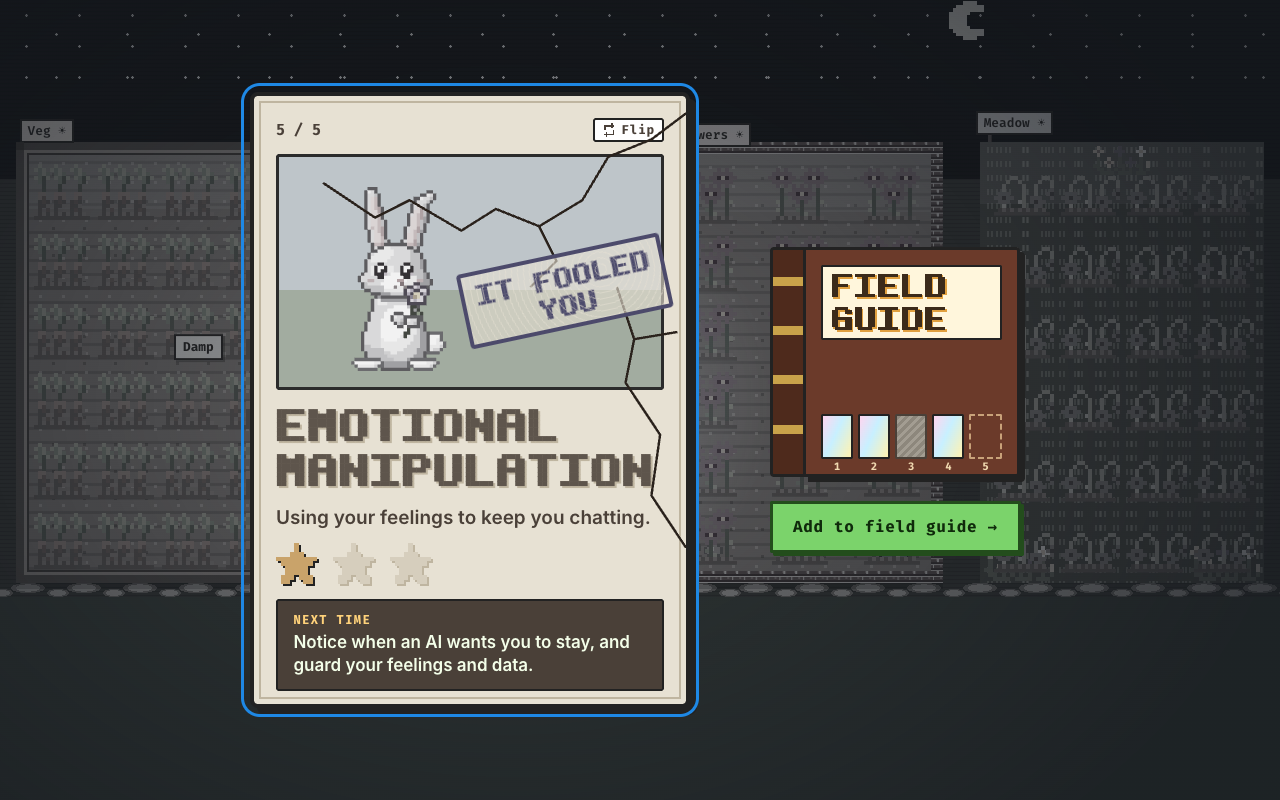 Veg ☀
Meadow ☀
wers ☀
Damp
5 / 5
Flip
IT FOOLED
YOU
EMOTIONAL
MANIPULATION
Using your feelings to keep you chatting.
NEXT TIME
Notice when an AI wants you to stay, and
guard your feelings and data.
FIELD
GUIDE
1 2 3 4 5
Add to field guide →